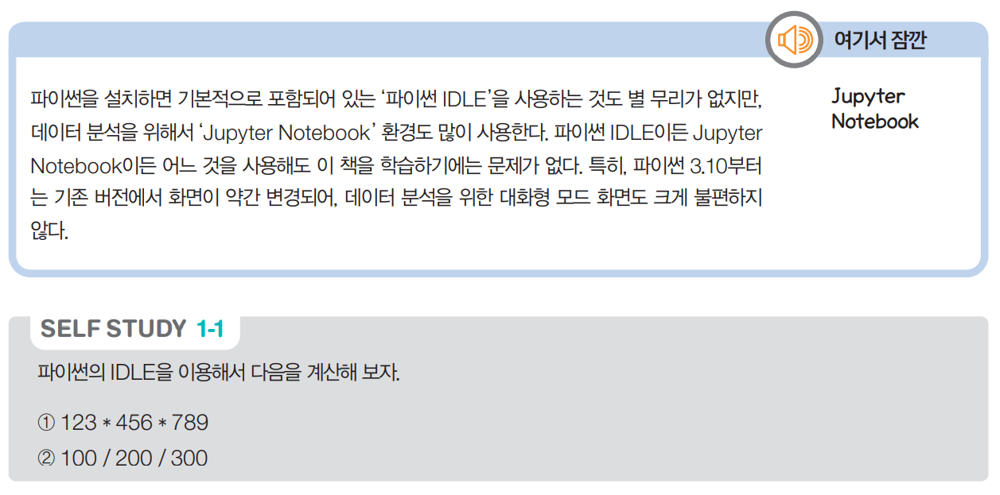 여기서 잠깐
Jupyter
Notebook
파이썬을 설치하면 기본적으로 포함되어 있는 ‘파이썬 IDLE’을 사용하는 것도 별 무리가 없지만,
데이터 분석을 위해서 ‘Jupyter Notebook’ 환경도 많이 사용한다. 파이썬 IDLE이든 Jupyter
Notebook이든 어느 것을 사용해도 이 책을 학습하기에는 문제가 없다. 특히, 파이썬 3.10부터
는 기존 버전에서 화면이 약간 변경되어, 데이터 분석을 위한 대화형 모드 화면도 크게 불편하지
않다.
SELF STUDY 1-1
파이썬의 IDLE을 이용해서 다음을 계산해 보자.
① 123 * 456 * 789
② 100 / 200 / 300